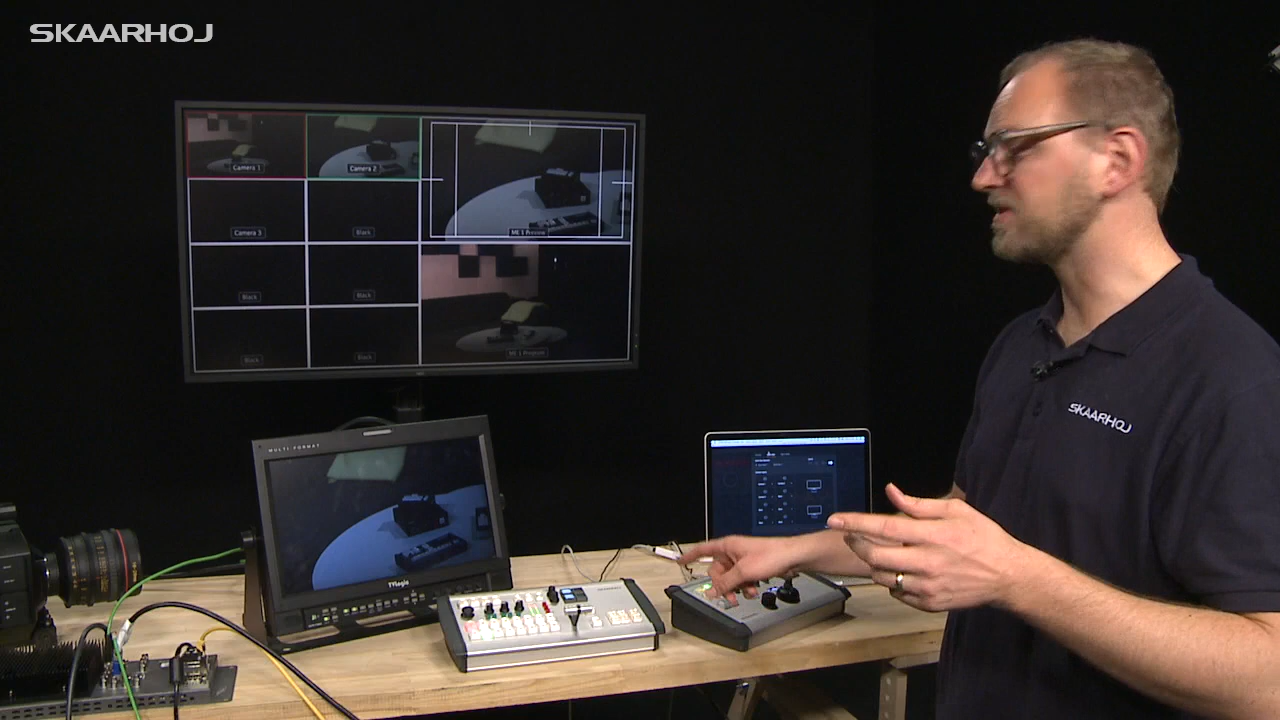 SKAARHOJ
Camera 1
Camera 2
Camera 3
Black
Black
Black
Black
Black
ME 1 Preview
ME 1 Program
MULTI-FORMAT
TVlogic
SKAARHOJ